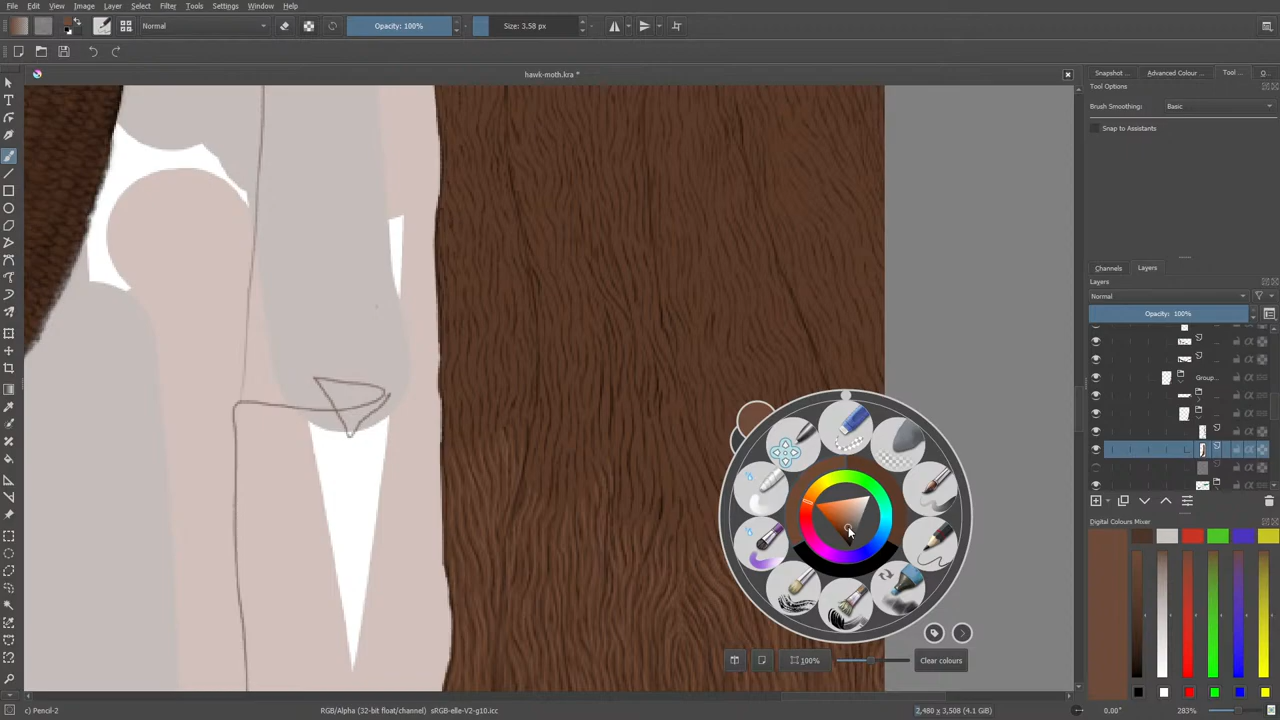 File Edit View Image Layer Select Filter Tools Settings Window Help
Normal Opacity: 100% Size: 3.58 px
hawk-moth.kra *
Snapshot ... Advanced Colour ... Tool ... O...
Tool Options
Brush Smoothing: Basic
Snap to Assistants
Channels Layers
Layers
Normal
Opacity: 100%
Group...
Digital Colours Mixer
100% Clear colours
c) Pencil-2 RGB/Alpha (32-bit float/channel) sRGB-elle-V2-g10.icc 2,480 x 3,508 (4.1 GiB) 0.00° 283%